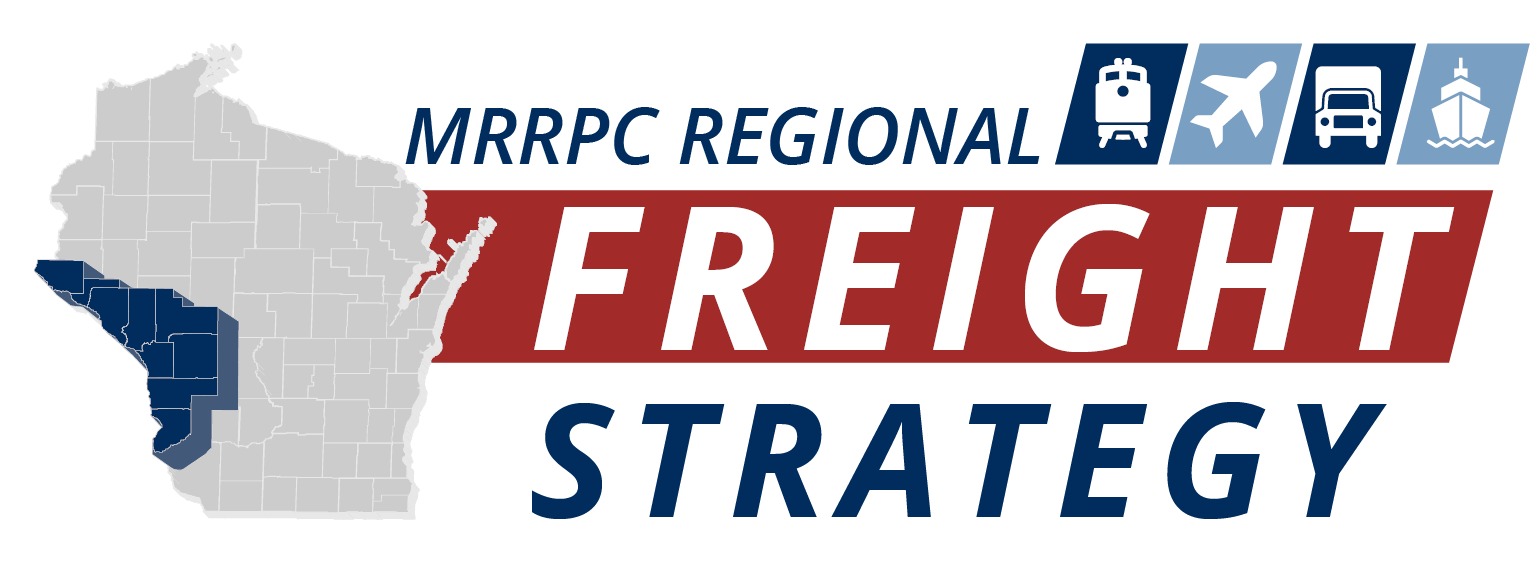 MRRPC REGIONAL
FREIGHT
STRATEGY